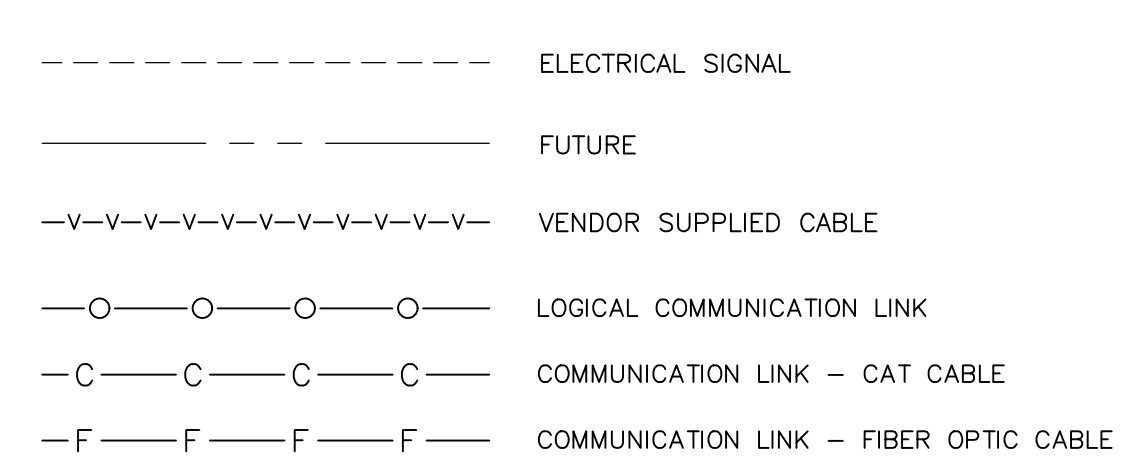 ELECTRICAL SIGNAL
FUTURE
V V V V V V V V V V V VENDOR SUPPLIED CABLE
LOGICAL COMMUNICATION LINK
C C C C COMMUNICATION LINK – CAT CABLE
F F F F COMMUNICATION LINK – FIBER OPTIC CABLE